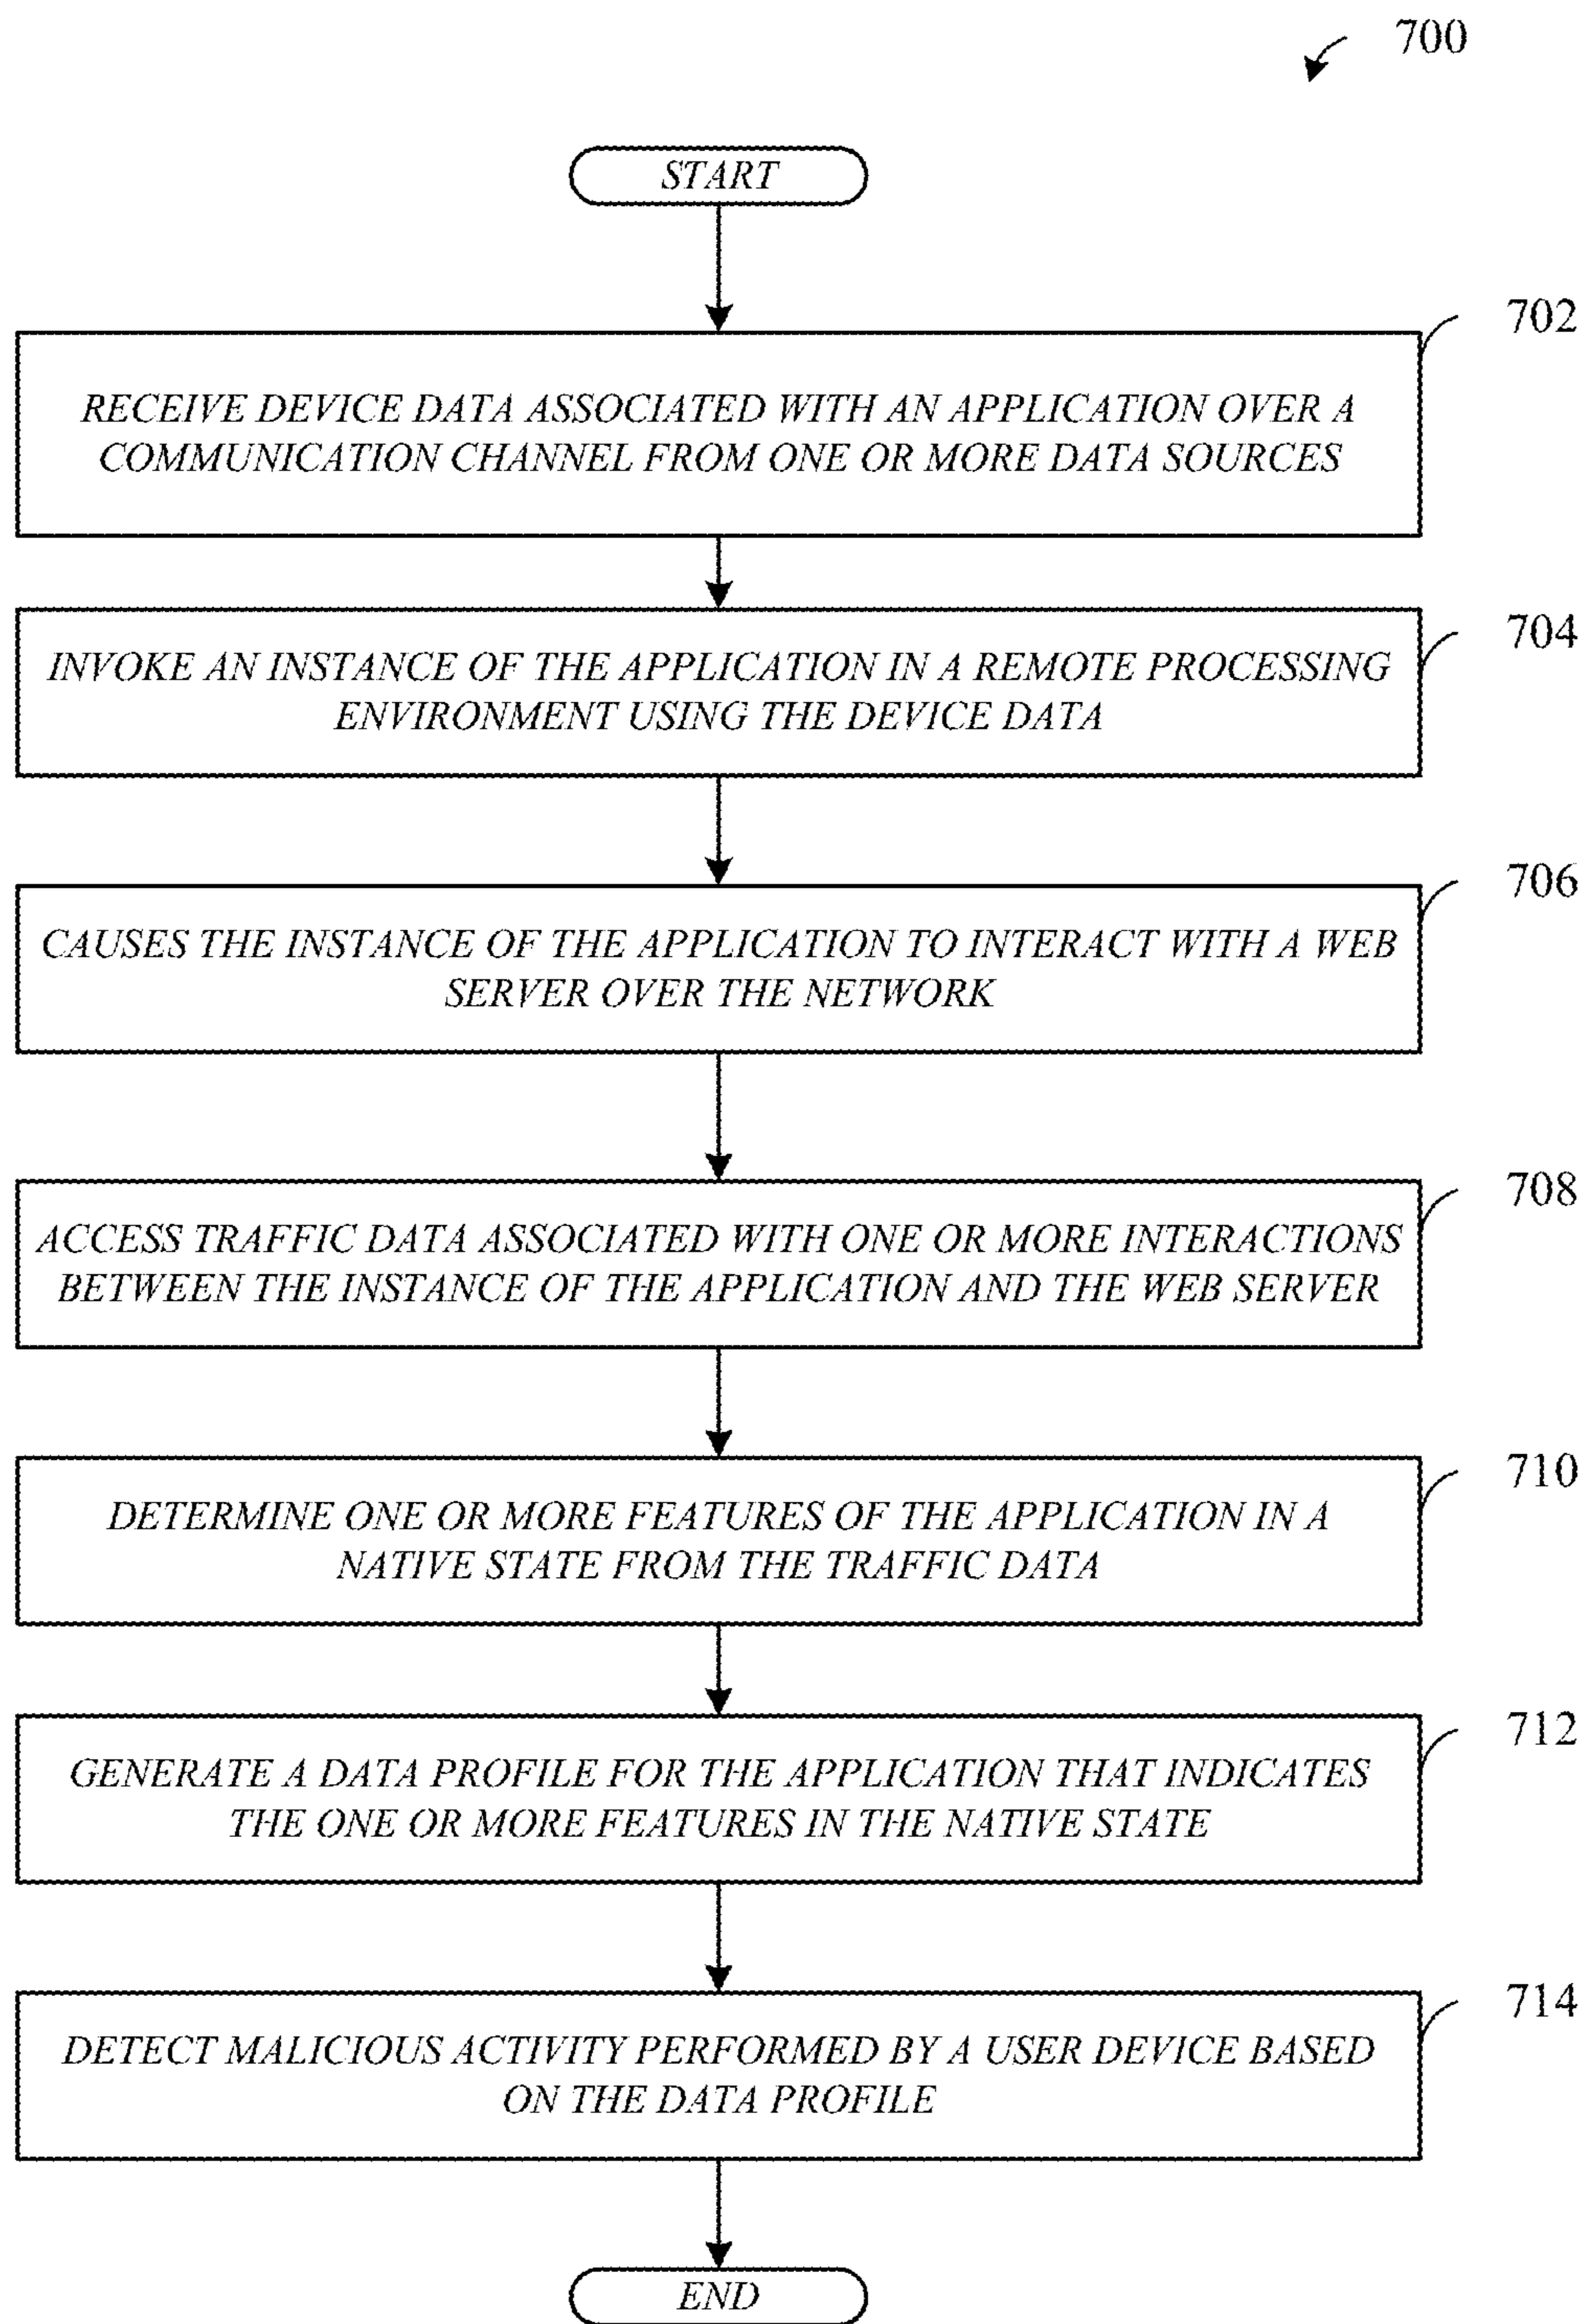 700
START
702
RECEIVE DEVICE DATA ASSOCIATED WITH AN APPLICATION OVER A
COMMUNICATION CHANNEL FROM ONE OR MORE DATA SOURCES
704
INVOKE AN INSTANCE OF THE APPLICATION IN A REMOTE PROCESSING
ENVIRONMENT USING THE DEVICE DATA
706
CAUSES THE INSTANCE OF THE APPLICATION TO INTERACT WITH A WEB
SERVER OVER THE NETWORK
708
ACCESS TRAFFIC DATA ASSOCIATED WITH ONE OR MORE INTERACTIONS
BETWEEN THE INSTANCE OF THE APPLICATION AND THE WEB SERVER
710
DETERMINE ONE OR MORE FEATURES OF THE APPLICATION IN A
NATIVE STATE FROM THE TRAFFIC DATA
712
GENERATE A DATA PROFILE FOR THE APPLICATION THAT INDICATES
THE ONE OR MORE FEATURES IN THE NATIVE STATE
714
DETECT MALICIOUS ACTIVITY PERFORMED BY A USER DEVICE BASED
ON THE DATA PROFILE
END